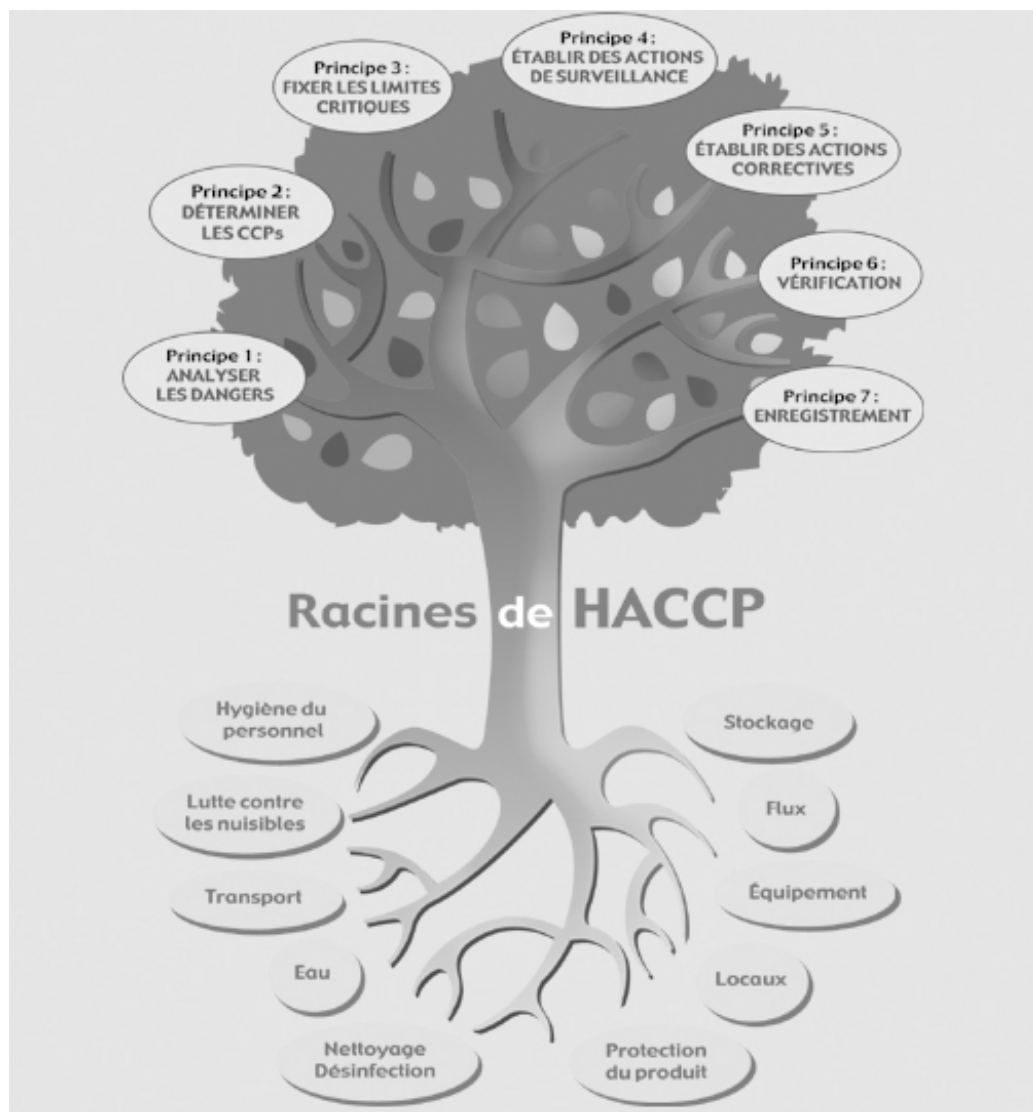 Principe 4 :
ÉTABLIR DES ACTIONS
DE SURVEILLANCE
Principe 3 :
FIXER LES LIMITES
CRITIQUES
Principe 5 :
ÉTABLIR DES ACTIONS
CORRECTIVES
Principe 2 :
DÉTERMINER
LES CCPs
Principe 6 :
VÉRIFICATION
Principe 1 :
ANALYSER
LES DANGERS
Principe 7 :
ENREGISTREMENT
Racines de HACCP
Hygiène du
personnel
Stockage
Lutte contre
les nuisibles
Flux
Transport
Équipement
Eau
Locaux
Nettoyage
Désinfection
Protection
du produit